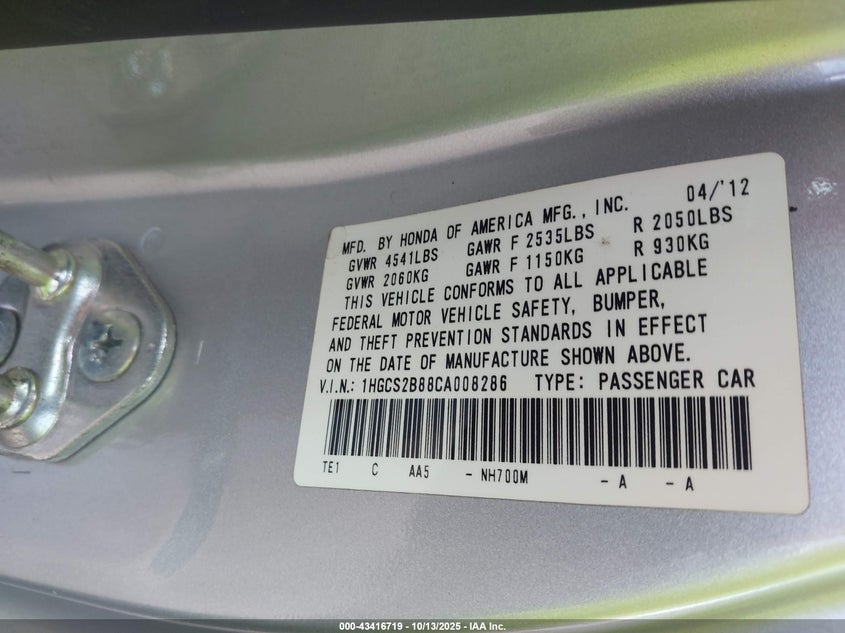 04/'12
MFD. BY HONDA OF AMERICA MFG., INC.
GVWR 4541LBS GAWR F 2535LBS R 2050LBS
GVWR 2060KG GAWR F 1150KG R 930KG
THIS VEHICLE CONFORMS TO ALL APPLICABLE
FEDERAL MOTOR VEHICLE SAFETY, BUMPER,
AND THEFT PREVENTION STANDARDS IN EFFECT
ON THE DATE OF MANUFACTURE SHOWN ABOVE.
V.I.N.: 1HGCS2B88CA008286 TYPE: PASSENGER CAR
TE1 C AA5 - NH700M - A - A
000-43416719 - 10/13/2025 - IAA Inc.